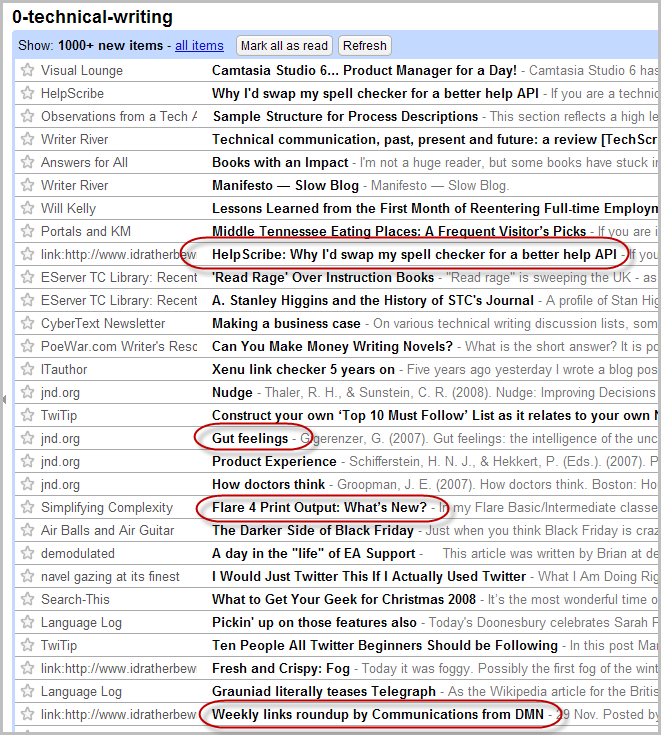 0-technical-writing
Show: 1000+ new items - all items Mark all as read Refresh
Visual Lounge Camtasia Studio 6... Product Manager for a Day! - Camtasia Studio 6 has
HelpScribe Why I'd swap my spell checker for a better help API - If you are a technic
Observations from a Tech A Sample Structure for Process Descriptions - This section reflects a high le
Writer River Technical communication, past, present and future: a review [TechScr
Answers for All Books with an Impact - I'm not a huge reader, but some books have stuck in
Writer River Manifesto — Slow Blog - Manifesto — Slow Blog.
Will Kelly Lessons Learned from the First Month of Reentering Full-time Employm
Portals and KM Middle Tennessee Eating Places: A Frequent Visitor's Picks - If you are i
link:http://www.idratherbew HelpScribe: Why I'd swap my spell checker for a better help API - If you
EServer TC Library: Recent 'Read Rage' Over Instruction Books - "Read rage" is sweeping the UK - as
EServer TC Library: Recent A. Stanley Higgins and the History of STC's Journal - A profile of Stan Hig
CyberText Newsletter Making a business case - On various technical writing discussion lists, som
PoeWar.com Writer's Resc Can You Make Money Writing Novels? - What is the short answer? It is po
ITauthor Xenu link checker 5 years on - Five years ago yesterday I wrote a blog pos
jnd.org Nudge - Thaler, R. H., & Sunstein, C. R. (2008). Nudge: Improving Decisions
TwiTip Construct your own 'Top 10 Must Follow' List as it relates to your own N
jnd.org Gut feelings - Gigerenzer, G. (2007). Gut feelings: the intelligence of the unc
jnd.org Product Experience - Schifferstein, H. N. J., & Hekkert, P. (Eds.). (2007). P
jnd.org How doctors think - Groopman, J. E. (2007). How doctors think. Boston: Ho
Simplifying Complexity Flare 4 Print Output: What's New? - In my Flare Basic/Intermediate classe
Air Balls and Air Guitar The Darker Side of Black Friday - Just when you think Black Friday is craz
demodulated A day in the "life" of EA Support - This article was written by Brian at de
navel gazing at its finest I Would Just Twitter This If I Actually Used Twitter - What I Am Doing Rig
Search-This What to Get Your Geek for Christmas 2008 - It's the most wonderful time o
Language Log Pickin' up on those features also - Today's Doonesbury celebrates Sarah F
TwiTip Ten People All Twitter Beginners Should be Following - In this post Mar
link:http://www.idratherbew Fresh and Crispy: Fog - Today it was foggy. Possibly the first fog of the wint
Language Log Grauniad literally teases Telegraph - As the Wikipedia article for the Britis
link:http://www.idratherbew Weekly links roundup by Communications from DMN - 29 Nov. Posted by